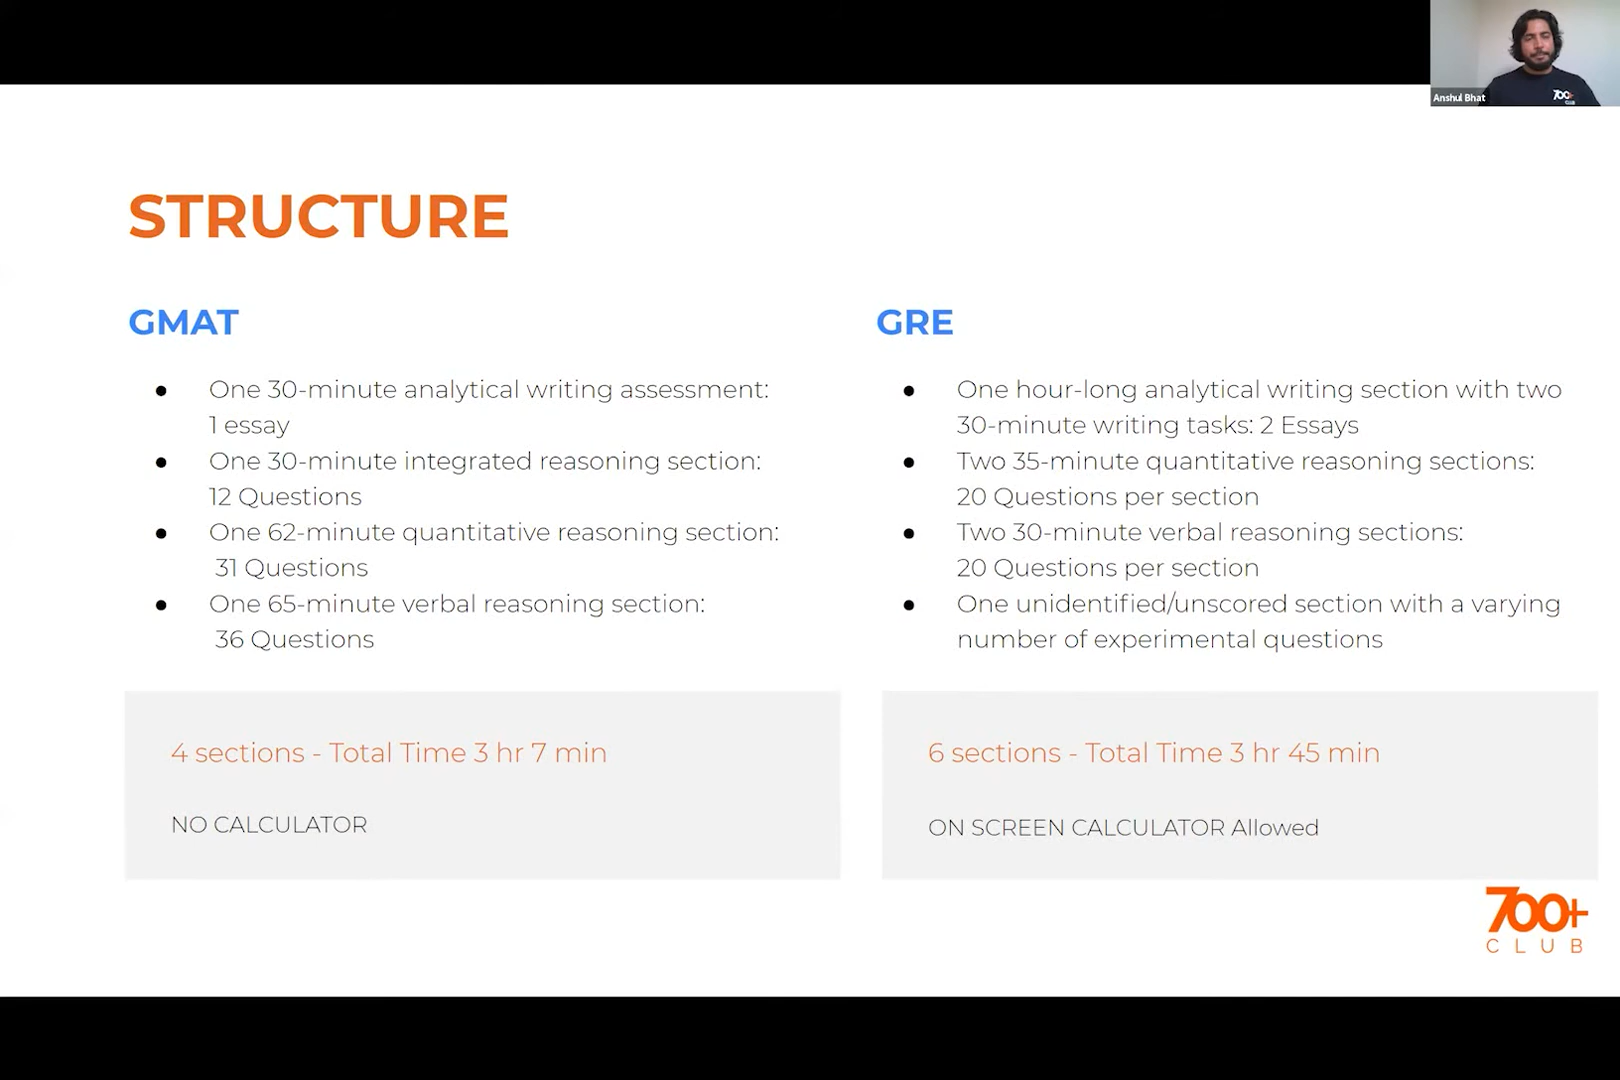 Anshul Bhat
700+
CLUB
STRUCTURE
GMAT
● One 30-minute analytical writing assessment:
1 essay
● One 30-minute integrated reasoning section:
12 Questions
● One 62-minute quantitative reasoning section:
31 Questions
● One 65-minute verbal reasoning section:
36 Questions
4 sections - Total Time 3 hr 7 min
NO CALCULATOR
GRE
● One hour-long analytical writing section with two
30-minute writing tasks: 2 Essays
● Two 35-minute quantitative reasoning sections:
20 Questions per section
● Two 30-minute verbal reasoning sections:
20 Questions per section
● One unidentified/unscored section with a varying
number of experimental questions
6 sections - Total Time 3 hr 45 min
ON SCREEN CALCULATOR Allowed
700+
CLUB